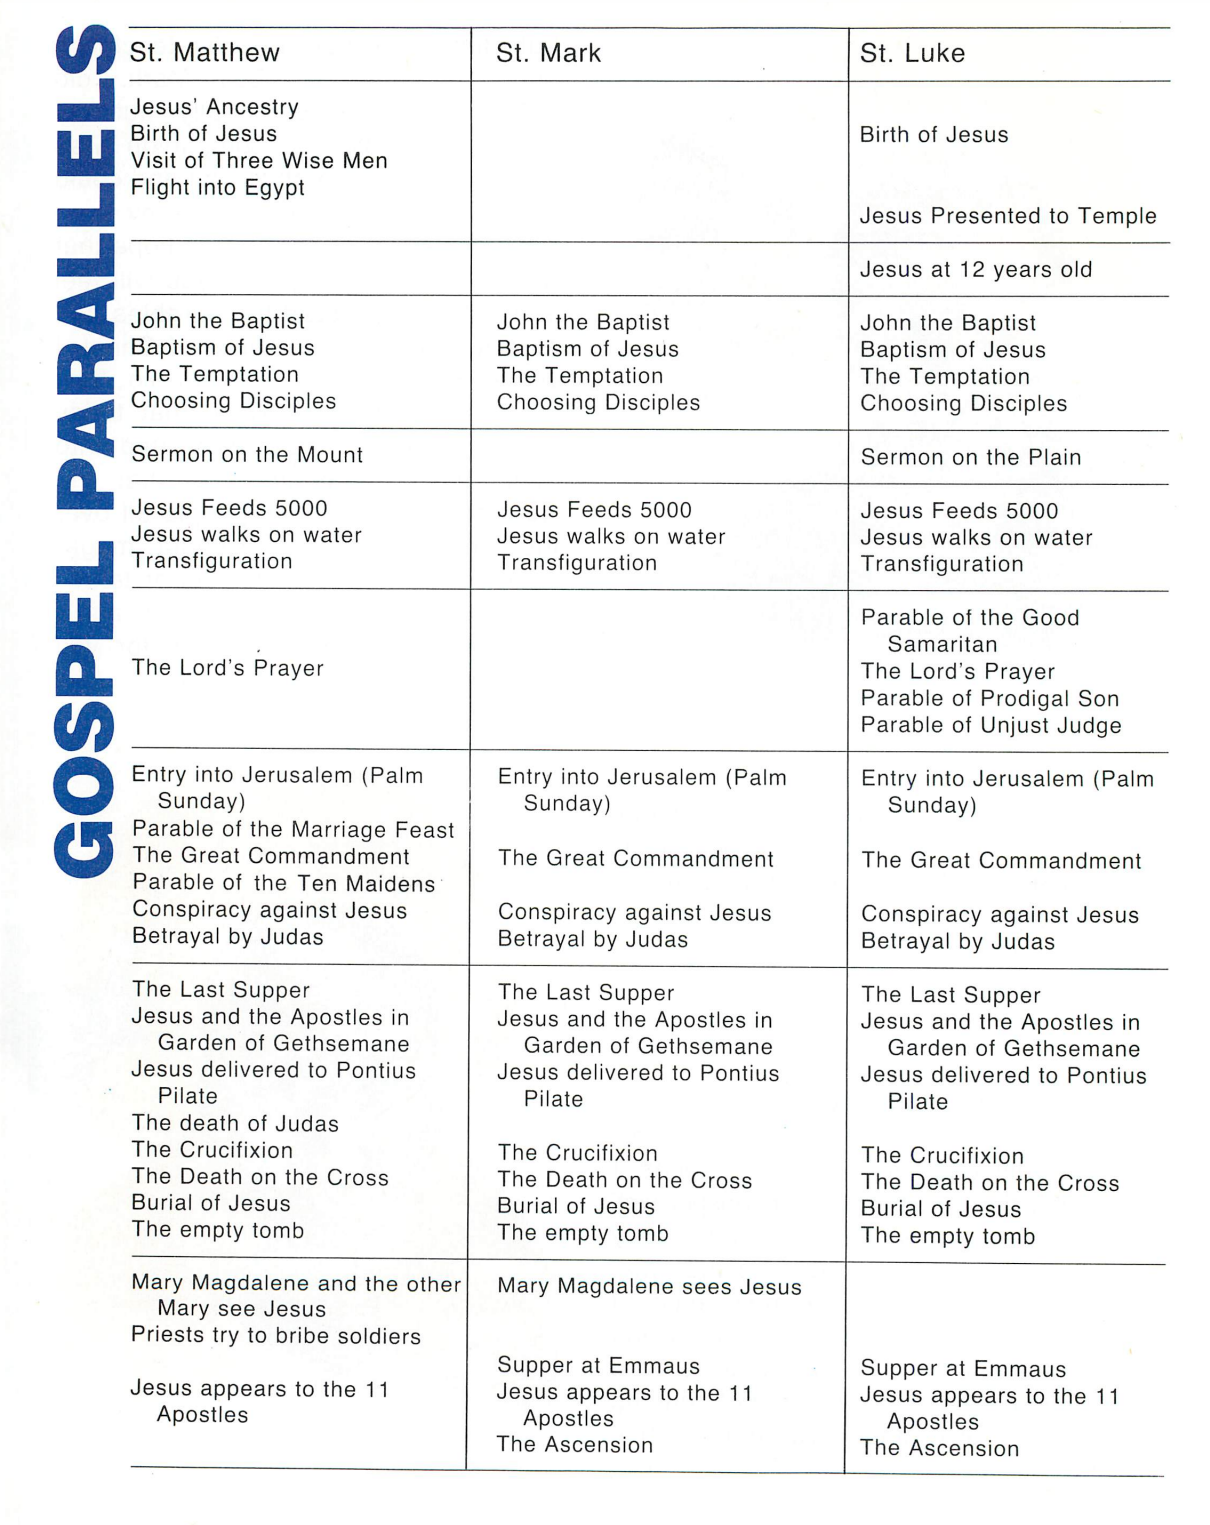 GOSPEL PARALLELS
St. Matthew
St. Mark
St. Luke
Jesus' Ancestry
Birth of Jesus
Visit of Three Wise Men
Flight into Egypt
Birth of Jesus
Jesus Presented to Temple
Jesus at 12 years old
John the Baptist
Baptism of Jesus
The Temptation
Choosing Disciples
John the Baptist
Baptism of Jesus
The Temptation
Choosing Disciples
John the Baptist
Baptism of Jesus
The Temptation
Choosing Disciples
Sermon on the Mount
Sermon on the Plain
Jesus Feeds 5000
Jesus walks on water
Transfiguration
Jesus Feeds 5000
Jesus walks on water
Transfiguration
Jesus Feeds 5000
Jesus walks on water
Transfiguration
The Lord's Prayer
Parable of the Good
Samaritan
The Lord's Prayer
Parable of Prodigal Son
Parable of Unjust Judge
Entry into Jerusalem (Palm
Sunday)
Parable of the Marriage Feast
The Great Commandment
Parable of the Ten Maidens
Conspiracy against Jesus
Betrayal by Judas
Entry into Jerusalem (Palm
Sunday)
The Great Commandment
Conspiracy against Jesus
Betrayal by Judas
Entry into Jerusalem (Palm
Sunday)
The Great Commandment
Conspiracy against Jesus
Betrayal by Judas
The Last Supper
Jesus and the Apostles in
Garden of Gethsemane
Jesus delivered to Pontius
Pilate
The death of Judas
The Crucifixion
The Death on the Cross
Burial of Jesus
The empty tomb
The Last Supper
Jesus and the Apostles in
Garden of Gethsemane
Jesus delivered to Pontius
Pilate
The Crucifixion
The Death on the Cross
Burial of Jesus
The empty tomb
The Last Supper
Jesus and the Apostles in
Garden of Gethsemane
Jesus delivered to Pontius
Pilate
The Crucifixion
The Death on the Cross
Burial of Jesus
The empty tomb
Mary Magdalene and the other
Mary see Jesus
Priests try to bribe soldiers
Jesus appears to the 11
Apostles
Mary Magdalene sees Jesus
Supper at Emmaus
Jesus appears to the 11
Apostles
The Ascension
Supper at Emmaus
Jesus appears to the 11
Apostles
The Ascension